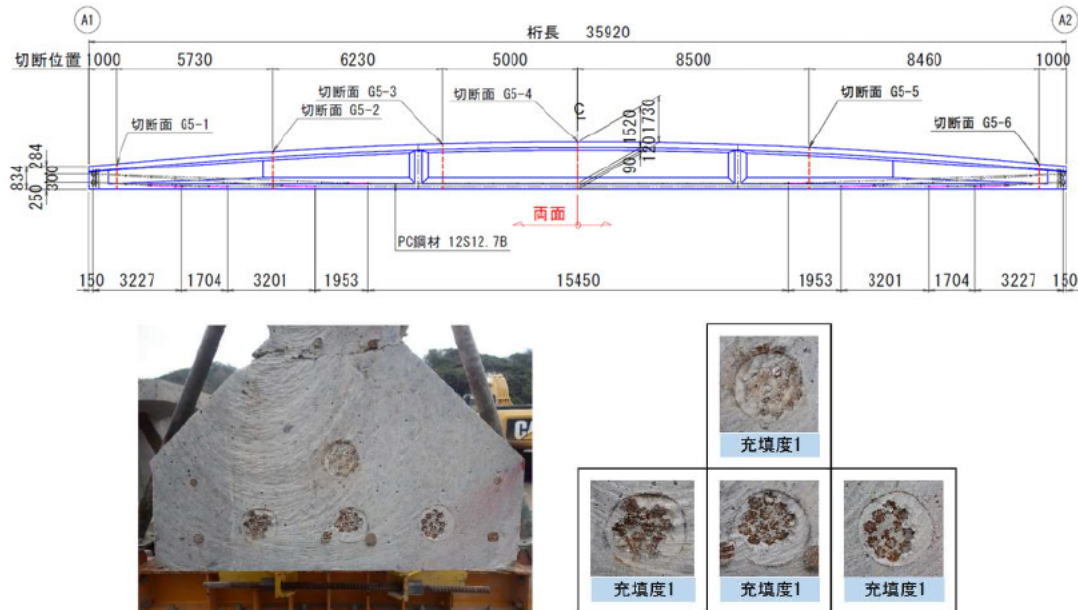 A1
A2
桁長 35920
切断位置 1000 5730 6230 5000 8500 8460 1000
切断面 G5-1
切断面 G5-2
切断面 G5-3
切断面 G5-4
切断面 G5-5
切断面 G5-6
C
L
1520
1730
120
90
834
284
300
250
両面
PC鋼材 12S12.7B
150 3227 1704 3201 1953 15450 1953 3201 1704 3227 150
CA
充填度1
充填度1 充填度1 充填度1